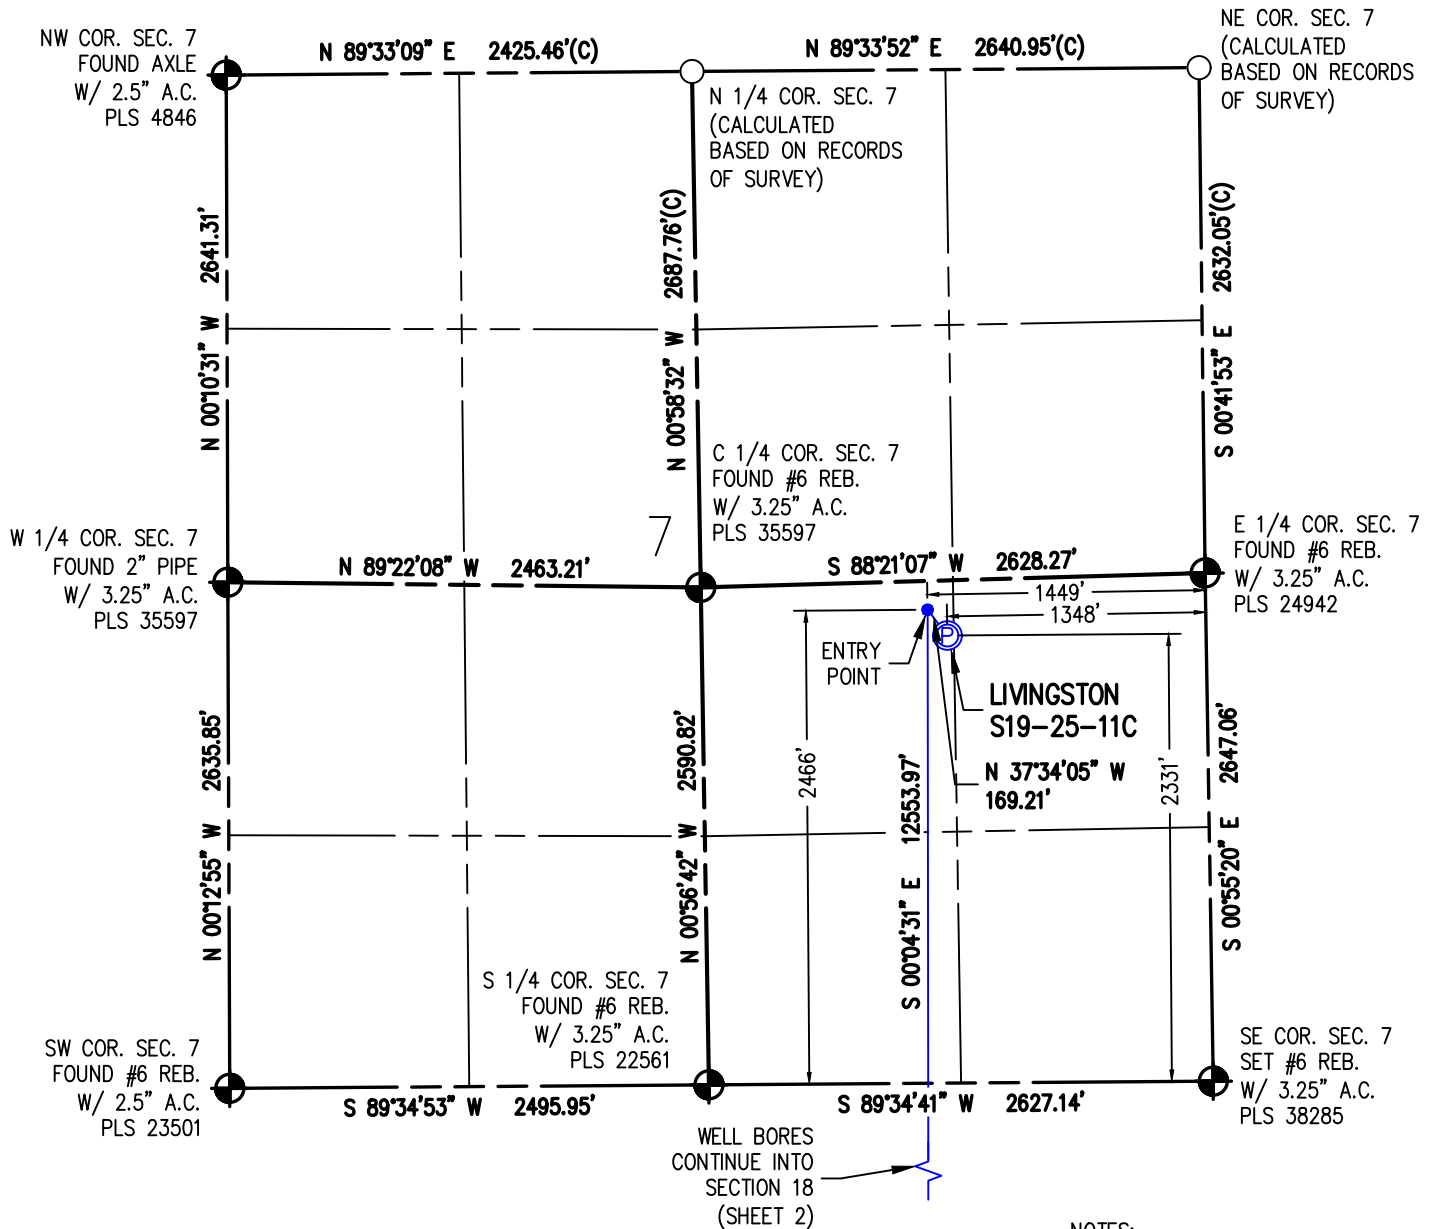 NW COR. SEC. 7
FOUND AXLE
W/ 2.5" A.C.
PLS 4846
N 89°33'09" E 2425.46'(C)
N 89°33'52" E 2640.95'(C)
NE COR. SEC. 7
(CALCULATED
BASED ON RECORDS
OF SURVEY)
N 1/4 COR. SEC. 7
(CALCULATED
BASED ON RECORDS
OF SURVEY)
N 00°10'31" W 2641.31'
N 00°58'32" W 2687.76'(C)
S 00°41'53" E 2632.05'(C)
C 1/4 COR. SEC. 7
FOUND #6 REB.
W/ 3.25" A.C.
PLS 35597
7
W 1/4 COR. SEC. 7
FOUND 2" PIPE
W/ 3.25" A.C.
PLS 35597
N 89°22'08" W 2463.21'
S 88°21'07" W 2628.27'
E 1/4 COR. SEC. 7
FOUND #6 REB.
W/ 3.25" A.C.
PLS 24942
1449'
1348'
ENTRY
POINT
P
LIVINGSTON
S19-25-11C
N 37°34'05" W
169.21'
2466'
2331'
N 00°12'55" W 2635.85'
N 00°56'42" W 2590.82'
S 00°04'31" E 12553.97'
S 00°55'20" E 2647.06'
S 1/4 COR. SEC. 7
FOUND #6 REB.
W/ 3.25" A.C.
PLS 22561
SW COR. SEC. 7
FOUND #6 REB.
W/ 2.5" A.C.
PLS 23501
SE COR. SEC. 7
SET #6 REB.
W/ 3.25" A.C.
PLS 38285
S 89°34'53" W 2495.95'
S 89°34'41" W 2627.14'
WELL BORES
CONTINUE INTO
SECTION 18
(SHEET 2)
NOTES: